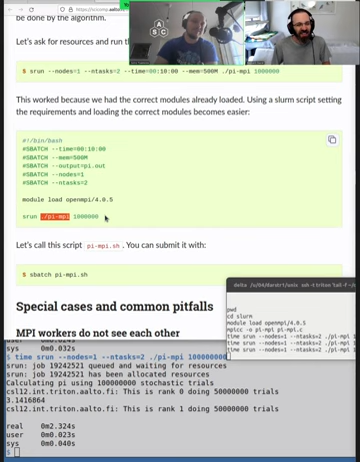 https://scicomp.aalto.fi
be done by the algorithm.
A
S C
Let's ask for resources and run t
$ srun --nodes=1 --ntasks=2 --time=00:10:00 --mem=500M ./pi-mpi 1000000
This worked because we had the correct modules already loaded. Using a slurm script setting
the requirements and loading the correct modules becomes easier:
#!/bin/bash
#SBATCH --time=00:10:00
#SBATCH --mem=500M
#SBATCH --output=pi.out
#SBATCH --nodes=1
#SBATCH --ntasks=2
module load openmpi/4.0.5
srun ./pi-mpi 1000000
Let's call this script pi-mpi.sh. You can submit it with:
$ sbatch pi-mpi.sh
Special cases and common pitfalls
MPI workers do not see each other
pwd
cd slurm
module load openmpi/4.0.5
mpicc -o pi-mpi pi-mpi.c
time srun --nodes=1 --ntasks=2 ./pi-mpi 1
time srun --nodes=1 --ntasks=2 ./pi-mpi 1
time srun --nodes=1 --ntasks=2 ./pi-mpi 1
sys 0m0.032s
$ time srun --nodes=1 --ntasks=2 ./pi-mpi 100000000
srun: job 19242521 queued and waiting for resources
srun: job 19242521 has been allocated resources
Calculating pi using 100000000 stochastic trials
csl12.int.triton.aalto.fi: This is rank 0 doing 50000000 trials
3.1416864
csl12.int.triton.aalto.fi: This is rank 1 doing 50000000 trials
real 0m2.324s
user 0m0.023s
sys 0m0.040s
$